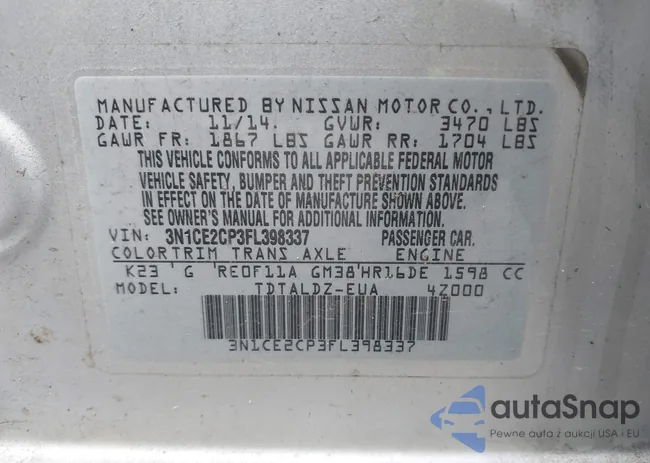 MANUFACTURED BY NISSAN MOTOR CO., LTD.
DATE: 11/14. GVWR: 3470 LBS
GAWR FR: 1867 LBS GAWR RR: 1704 LBS
THIS VEHICLE CONFORMS TO ALL APPLICABLE FEDERAL MOTOR
VEHICLE SAFETY, BUMPER AND THEFT PREVENTION STANDARDS
IN EFFECT ON THE DATE OF MANUFACTURE SHOWN ABOVE.
SEE OWNER'S MANUAL FOR ADDITIONAL INFORMATION.
VIN: 3N1CE2CP3FL398337 PASSENGER CAR.
COLOR TRIM TRANS AXLE ENGINE
K23 G RE0F11A GM38 HR16DE 1598 CC
MODEL: TDTALDZ-EUA 4Z000
3N1CE2CP3FL398337
autaSnap
Pewne auta z aukcji USA i EU